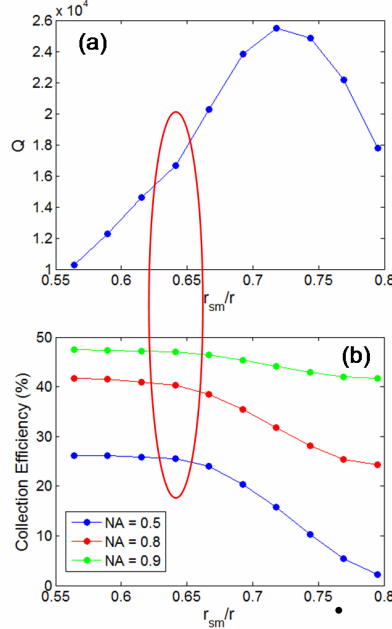 2.6 x 10⁴
(a)
2.4
2.2
2
Q
1.8
1.6
1.4
1.2
1
0.55 0.6 0.65 0.7 0.75 0.8
r_sm/r
50
(b)
40
Collection Efficiency (%)
30
20
10
0
NA = 0.5
NA = 0.8
NA = 0.9
0.55 0.6 0.65 0.7 0.75 0.8
r_sm/r